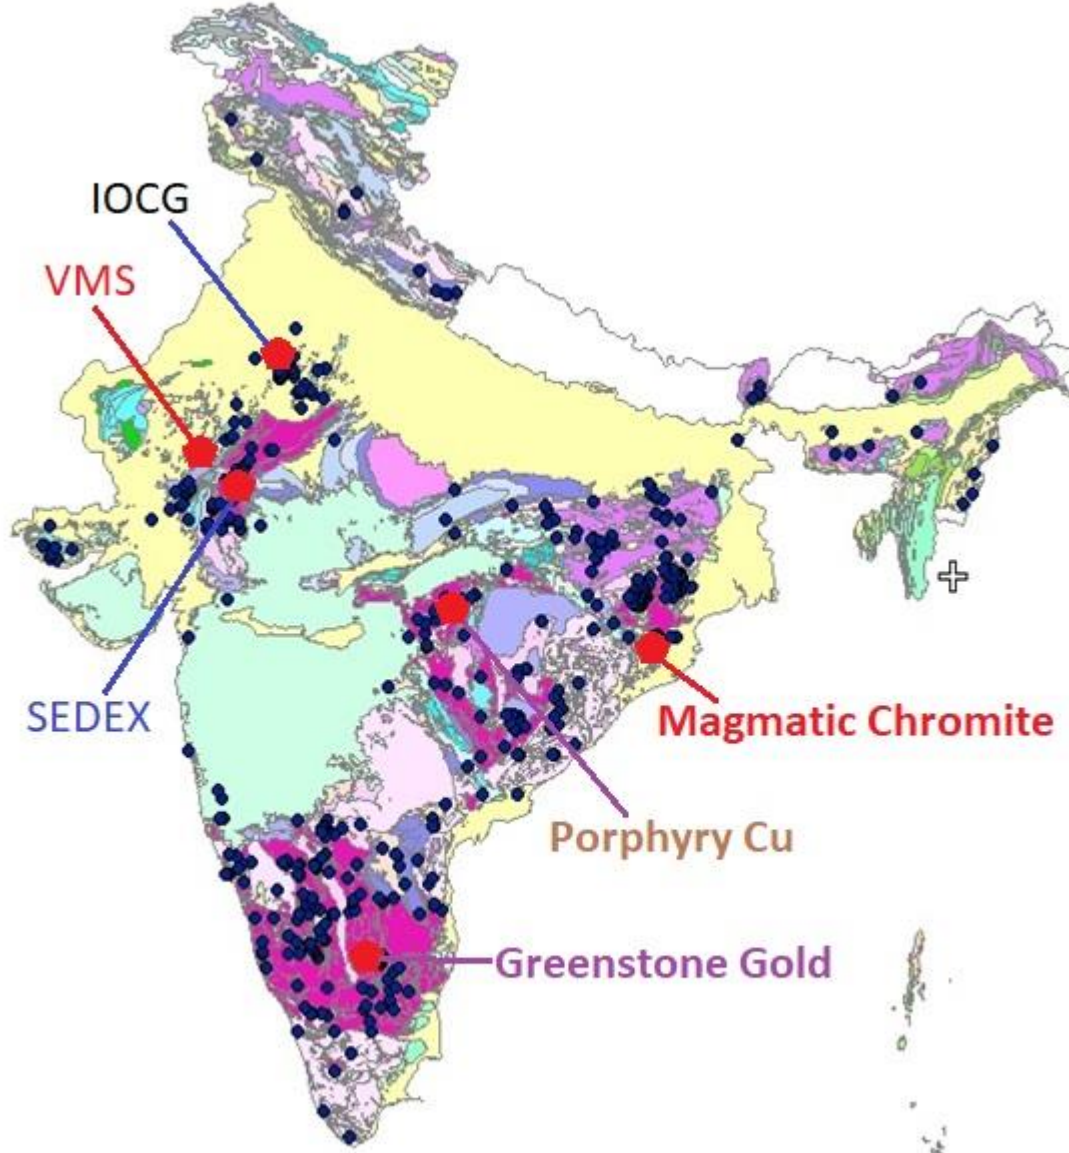 IOCG
VMS
SEDEX
Magmatic Chromite
Porphyry Cu
Greenstone Gold